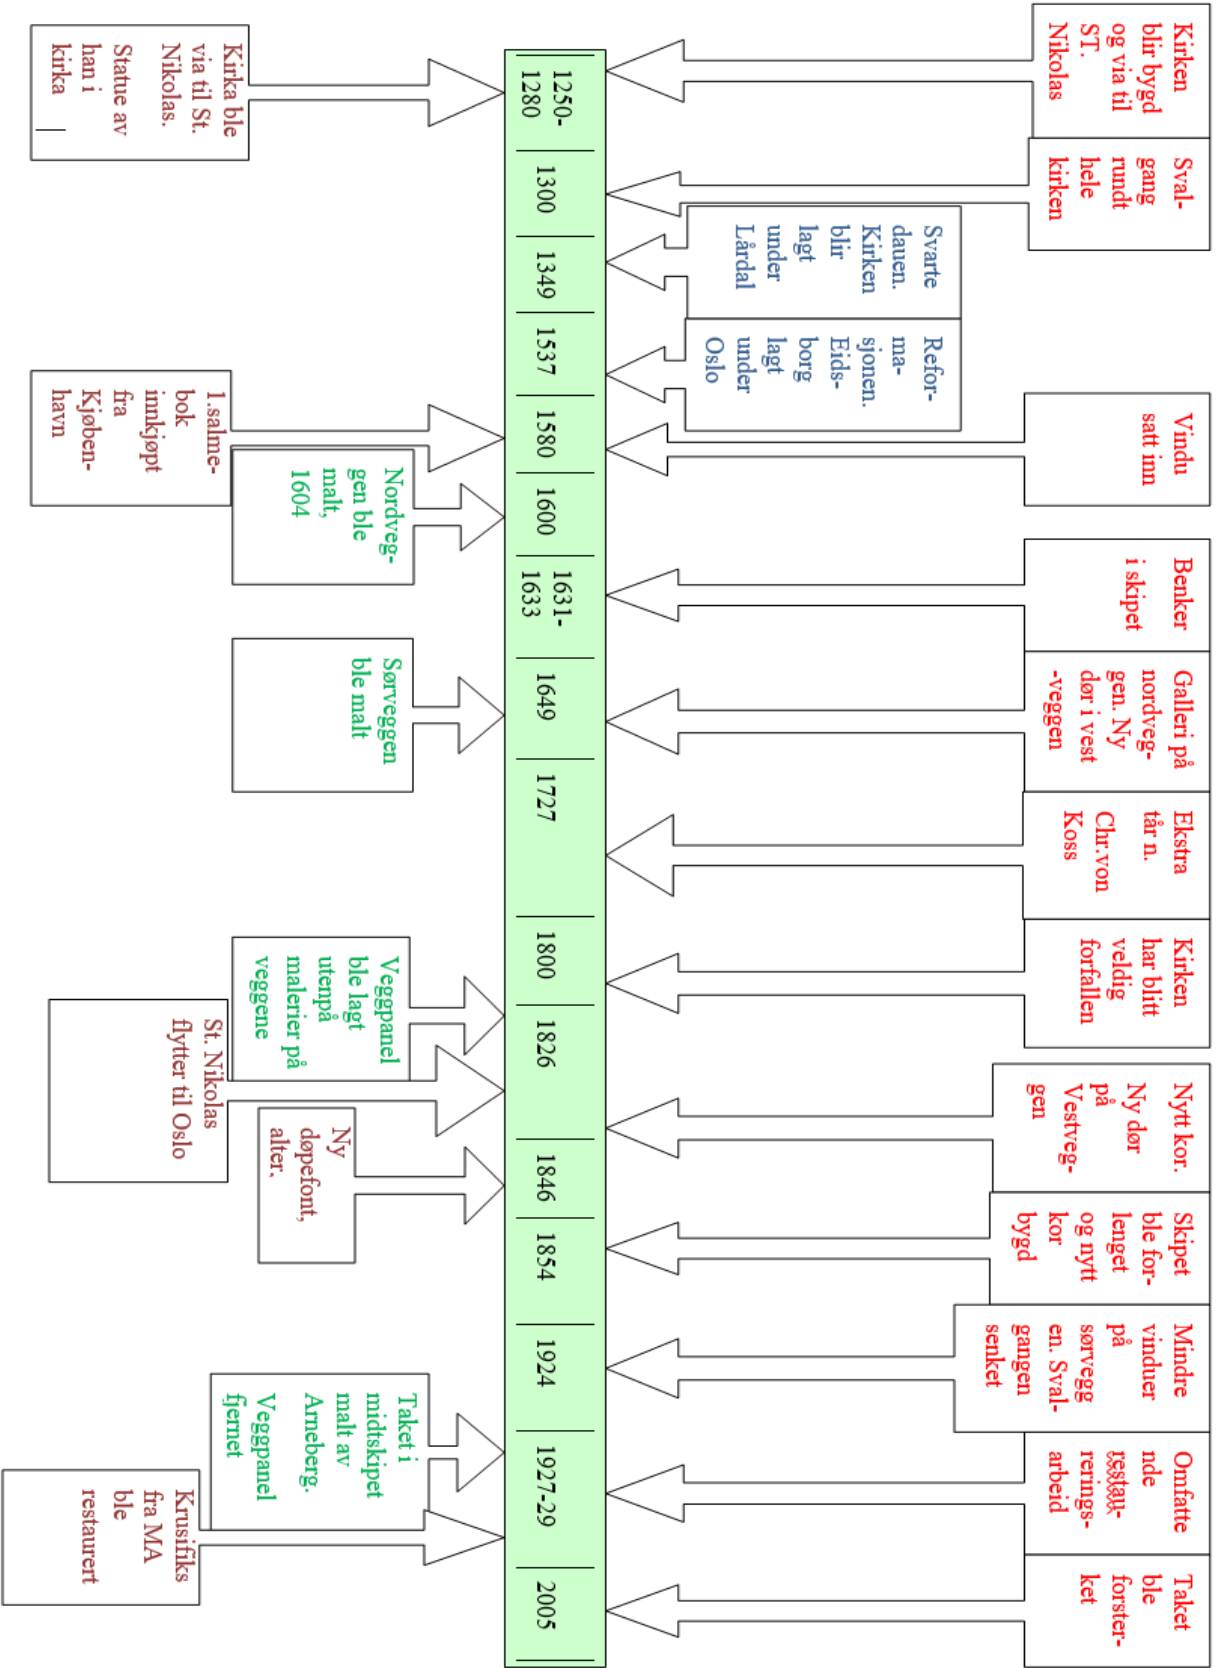 Kirken
blir bygd
og via til
ST.
Nikolas
Sval-
gang
rundt
hele
kirken
Svarte
dauen.
Kirken
blir
lagt
under
Lårdal
Refor-
ma-
sjonen.
Eids-
borg
lagt
under
Oslo
Vindu
satt inn
Benker
i skipet
Galleri på
nordveg-
gen. Ny
dør i vest
-veggen
Ekstra
tår n.
Chr.von
Koss
Kirken
har blitt
veldig
forfallen
Nytt kor.
Ny dør
på
Vestveg-
gen
Skipet
ble for-
lenget
og nytt
kor
bygd
Mindre
vinduer
på
sørvegg
en. Sval-
gangen
senket
Omfatte
nde
restau-
rerings-
arbeid
Taket
ble
forster-
ket
1250-
1280
1300
1349
1537
1580
1600
1631-
1633
1649
1727
1800
1826
1846
1854
1924
1927-29
2005
Kirka ble
via til St.
Nikolas.
Statue av
han i
kirka
1.salme-
bok
innkjøpt
fra
Kjøben-
havn
Nordveg-
gen ble
malt,
1604
Sørveggen
ble malt
Veggpanel
ble lagt
utenpå
malerier på
veggene
St. Nikolas
flytter til Oslo
Ny
døpefont,
alter.
Taket i
midtskipet
malt av
Arneberg.
Veggpanel
fjernet
Krusifiks
fra MA
ble
restaurert